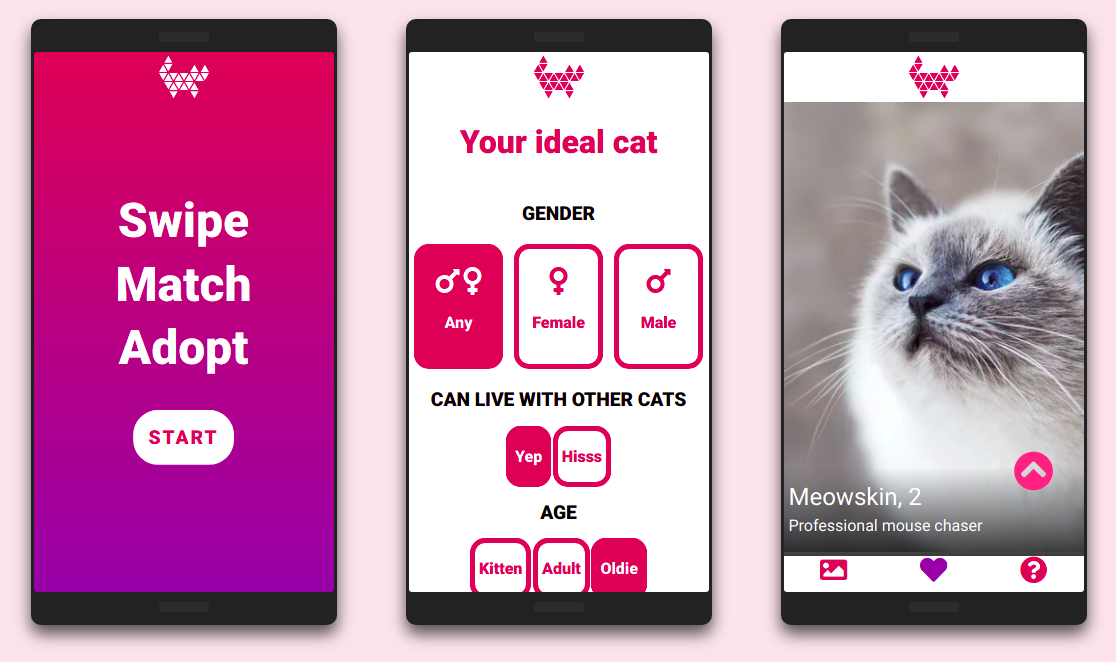 Swipe
Match
Adopt
START
Your ideal cat
GENDER
Any Female Male
CAN LIVE WITH OTHER CATS
Yep Hisss
AGE
Kitten Adult Oldie
Meowskin, 2
Professional mouse chaser